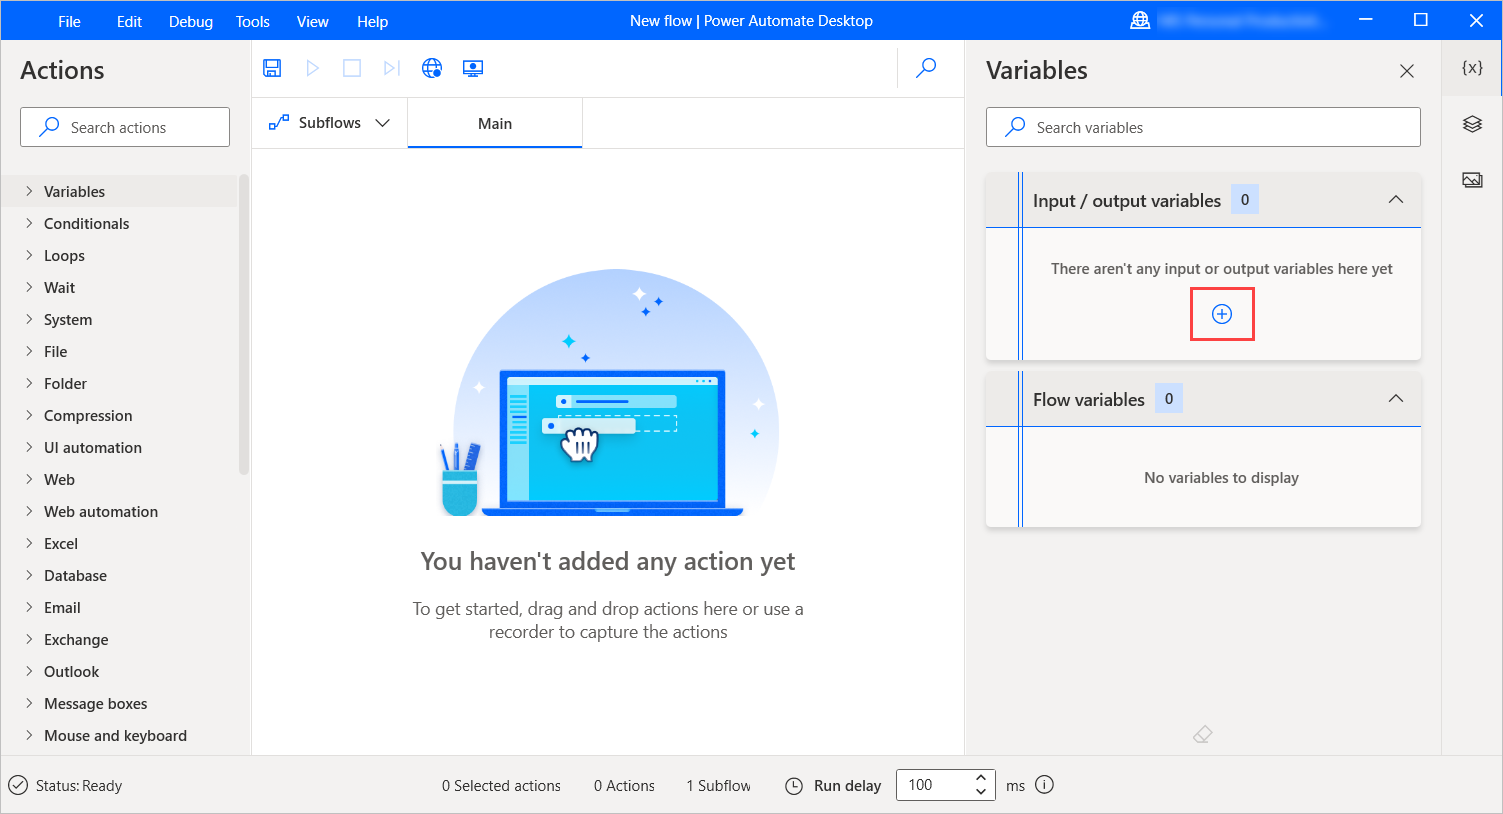 File Edit Debug Tools View Help New flow | Power Automate Desktop
Actions
Search actions
Variables
Conditionals
Loops
Wait
System
File
Folder
Compression
UI automation
Web
Web automation
Excel
Database
Email
Exchange
Outlook
Message boxes
Mouse and keyboard
Subflows Main
You haven't added any action yet
To get started, drag and drop actions here or use a
recorder to capture the actions
Variables
{x}
Search variables
Input / output variables 0
There aren't any input or output variables here yet
Flow variables 0
No variables to display
Status: Ready 0 Selected actions 0 Actions 1 Subflow Run delay 100 ms